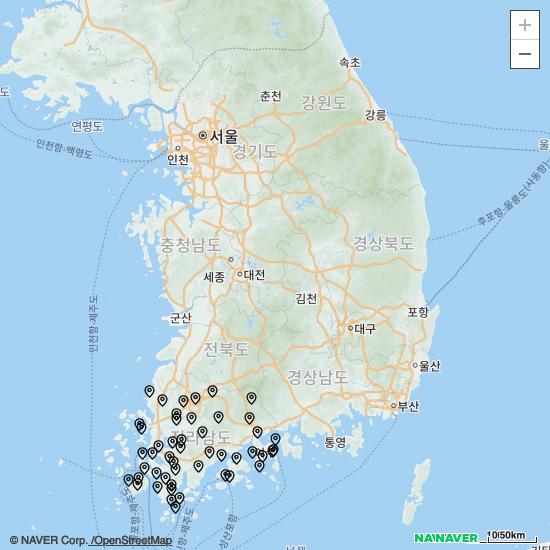 +
−
속초
춘천
강원도
강릉
도
연평도
서울
인천
경기도
인천항-백령도
울
후포항-울릉도(사동항)
충청남도
경상북도
세종
대전
김천
인천항-제주도
군산
포항
대구
전북도
울산
경상남도
부산
전라남도
통영
© NAVER Corp. /OpenStreetMap
NAVER
10/50km